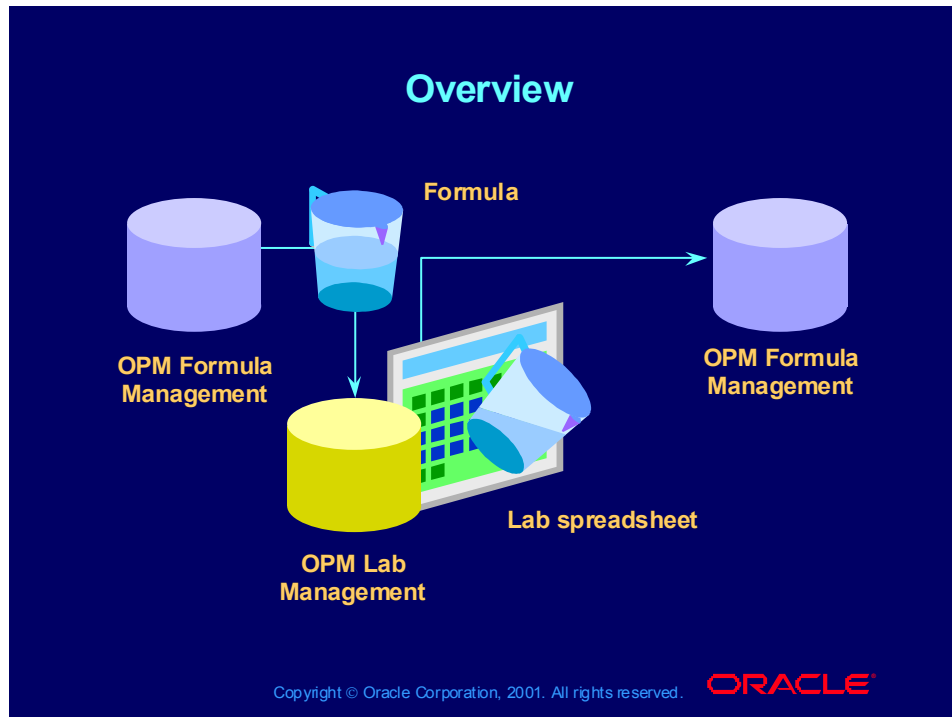 Overview
Formula
OPM Formula
Management
OPM Formula
Management
Lab spreadsheet
OPM Lab
Management
Copyright © Oracle Corporation, 2001. All rights reserved.
ORACLE®